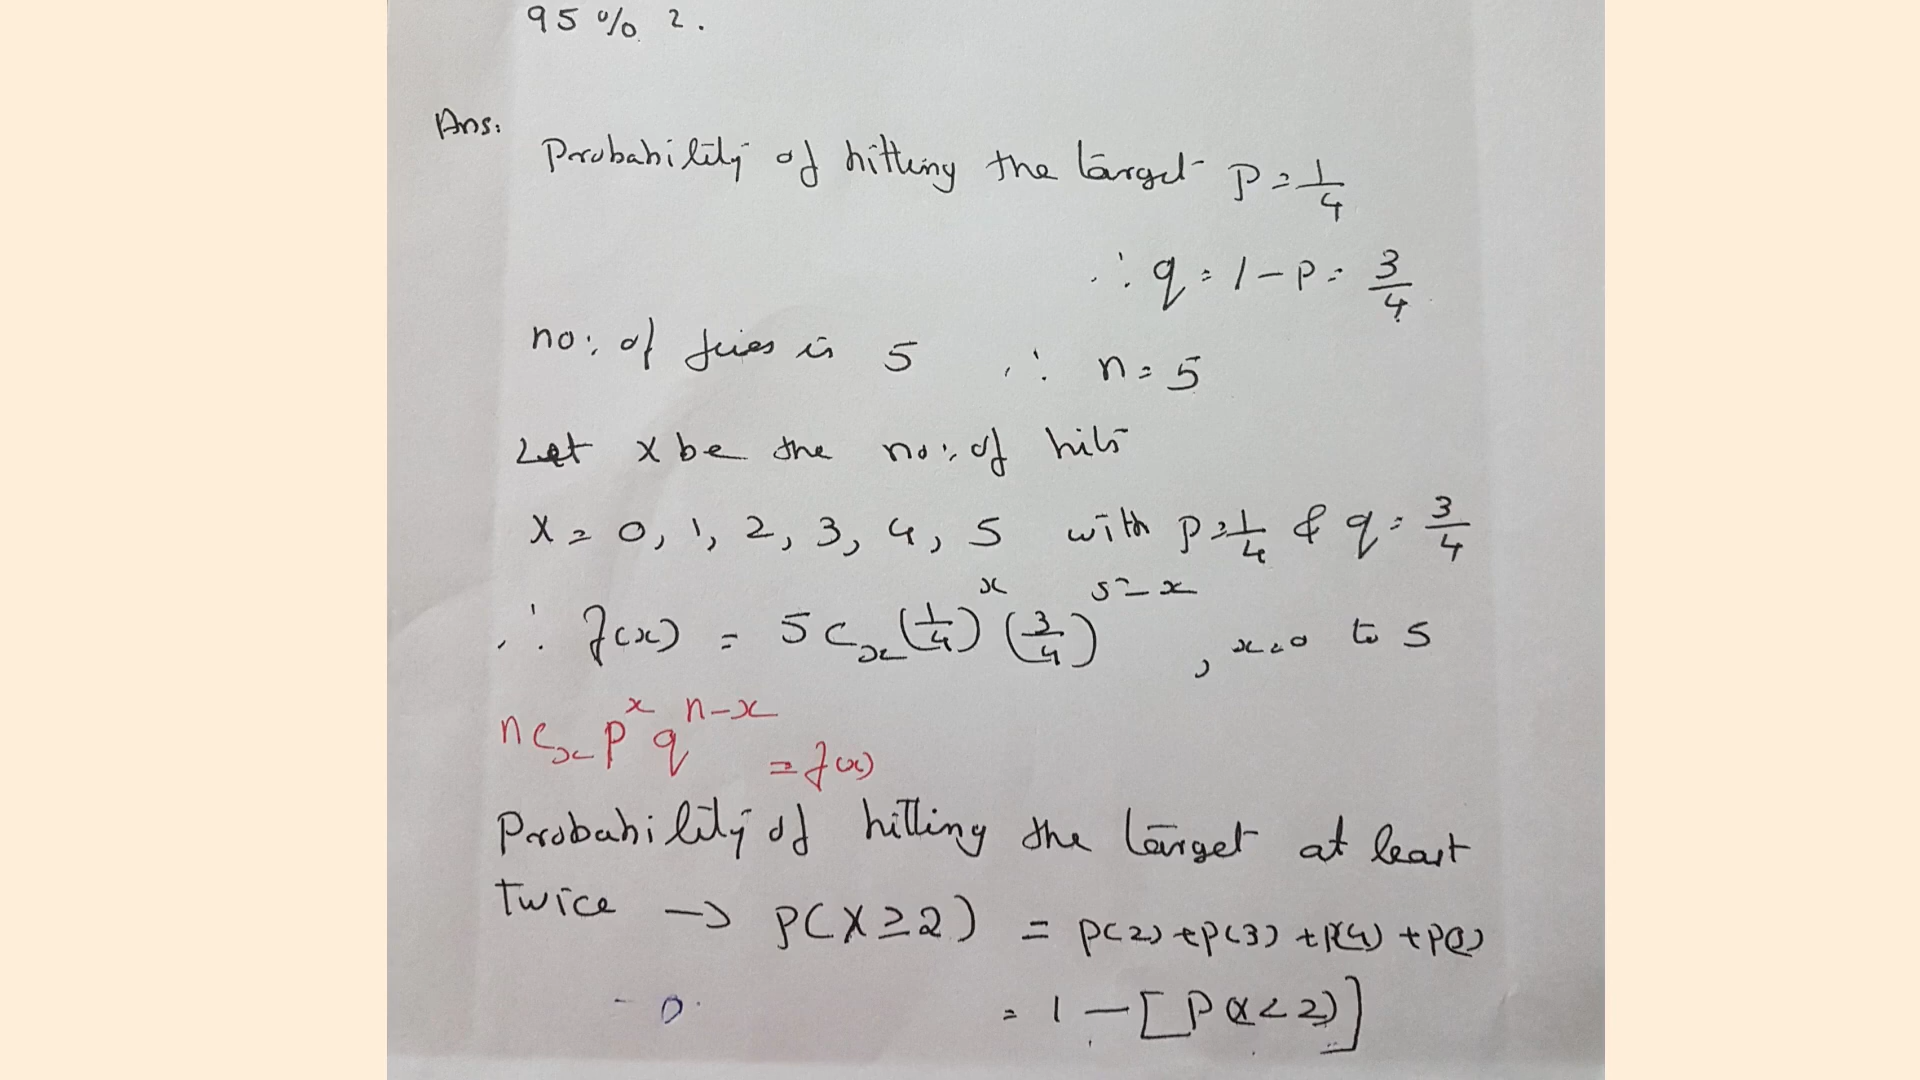 95% ?.
Ans:
Probability of hitting the target P = 1/4
∴ q = 1 - P = 3/4
no: of fires is 5 ∴ n = 5
Let X be the no: of hits
X = 0, 1, 2, 3, 4, 5 with p = 1/4 & q = 3/4
∴ f(x) = 5Cₓ (1/4)^x (3/4)^(5-x), x = 0 to 5
nCₓ p^x q^(n-x) = f(x)
Probability of hitting the target at least
twice → P(X ≥ 2) = P(2) + P(3) + P(4) + P(5)
= 1 - [P(X < 2)]